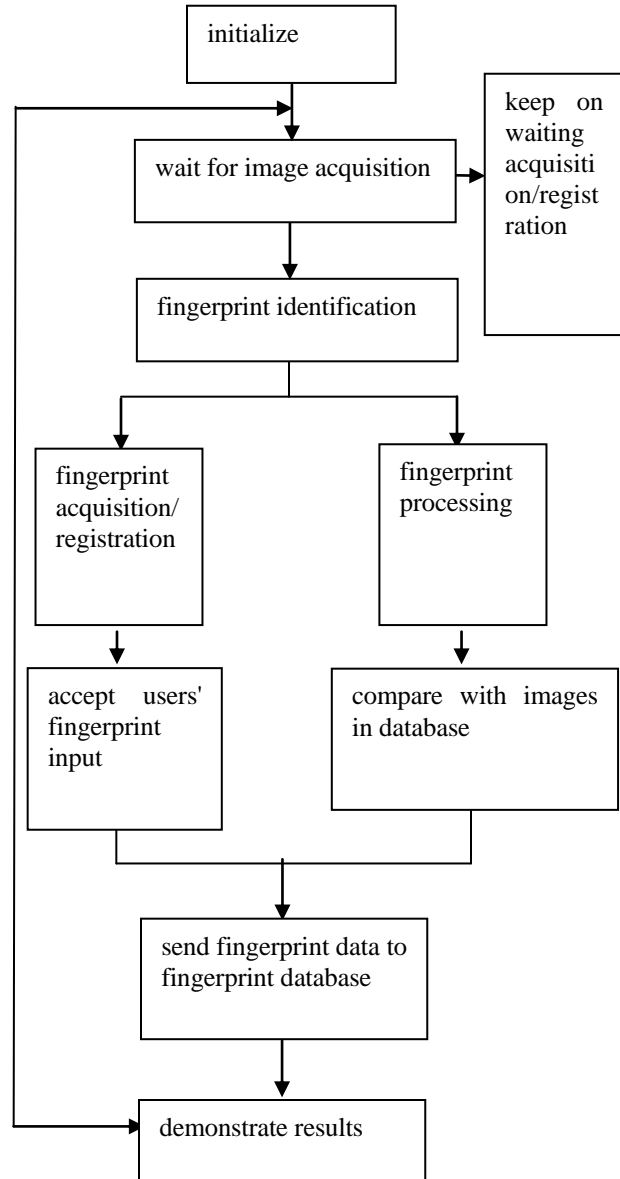 initialize
keep on
waiting
acquisiti
on/regist
ration
wait for image acquisition
fingerprint identification
fingerprint
acquisition/
registration
fingerprint
processing
accept users'
fingerprint
input
compare with images
in database
send fingerprint data to
fingerprint database
demonstrate results